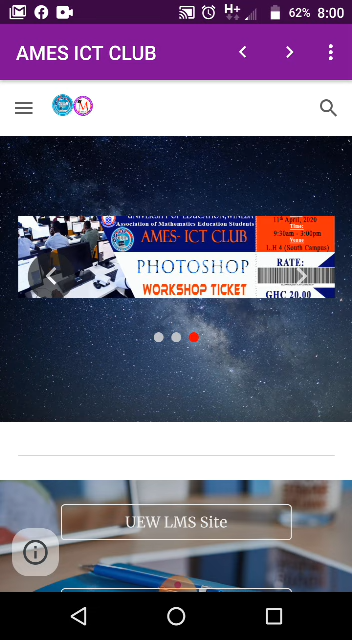 H+ 62% 8:00
AMES ICT CLUB
UNIVERSITY OF EDUCATION, WINNEBA
Association of Mathematics Education Students
AMES- ICT CLUB
PHOTOSHOP
WORKSHOP TICKET
11th April, 2020
Time:
9:30am - 3:00pm
Venue
L.H 4 (South Campus)
RATE:
GHC 20.00
UEW LMS Site